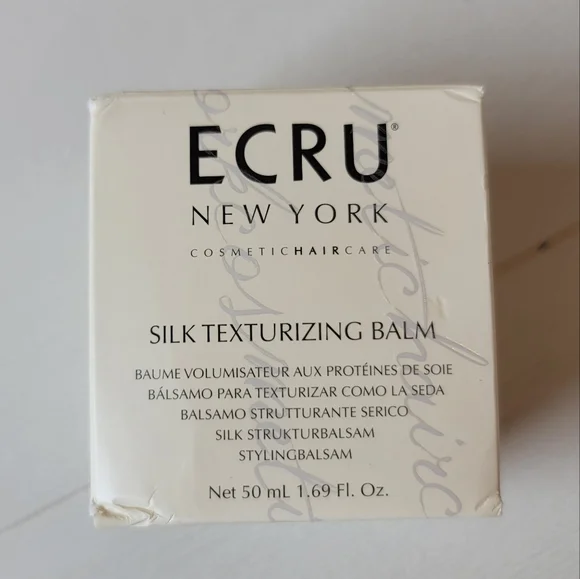 ECRU®
NEW YORK
COSMETICHAIRCARE
SILK TEXTURIZING BALM
BAUME VOLUMISATEUR AUX PROTÉINES DE SOIE
BÁLSAMO PARA TEXTURIZAR COMO LA SEDA
BALSAMO STRUTTURANTE SERICO
SILK STRUKTURBALSAM
STYLINGBALSAM
Net 50 mL 1.69 Fl. Oz.